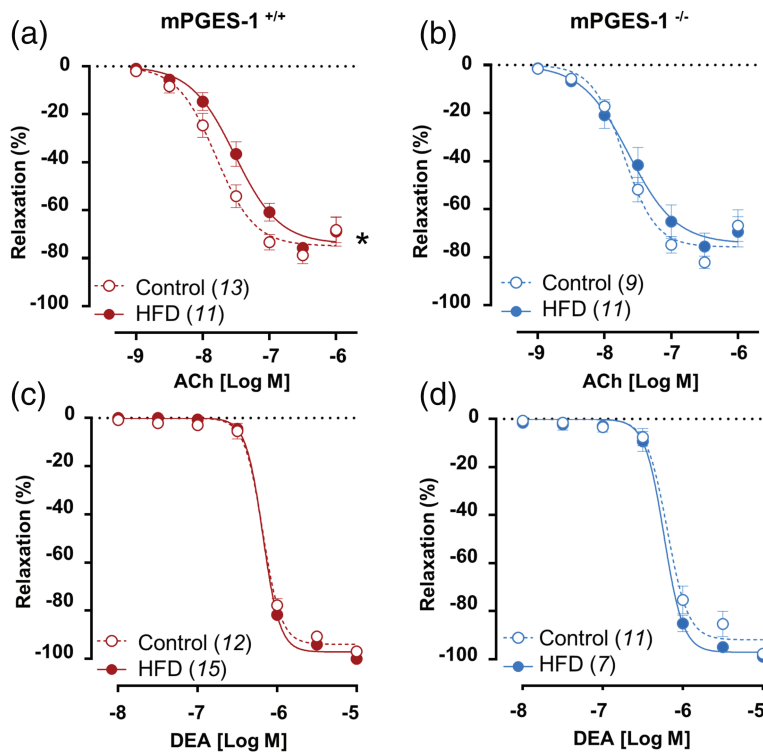 (a) mPGES-1 +/+
0
-20
-40
-60
-80
-100
Relaxation (%)
*
Control (13)
HFD (11)
-9 -8 -7 -6
ACh [Log M]
(b) mPGES-1 -/-
0
-20
-40
-60
-80
-100
Relaxation (%)
Control (9)
HFD (11)
-9 -8 -7 -6
ACh [Log M]
(c)
0
-20
-40
-60
-80
-100
Relaxation (%)
Control (12)
HFD (15)
-8 -7 -6 -5
DEA [Log M]
(d)
0
-20
-40
-60
-80
-100
Relaxation (%)
Control (11)
HFD (7)
-8 -7 -6 -5
DEA [Log M]